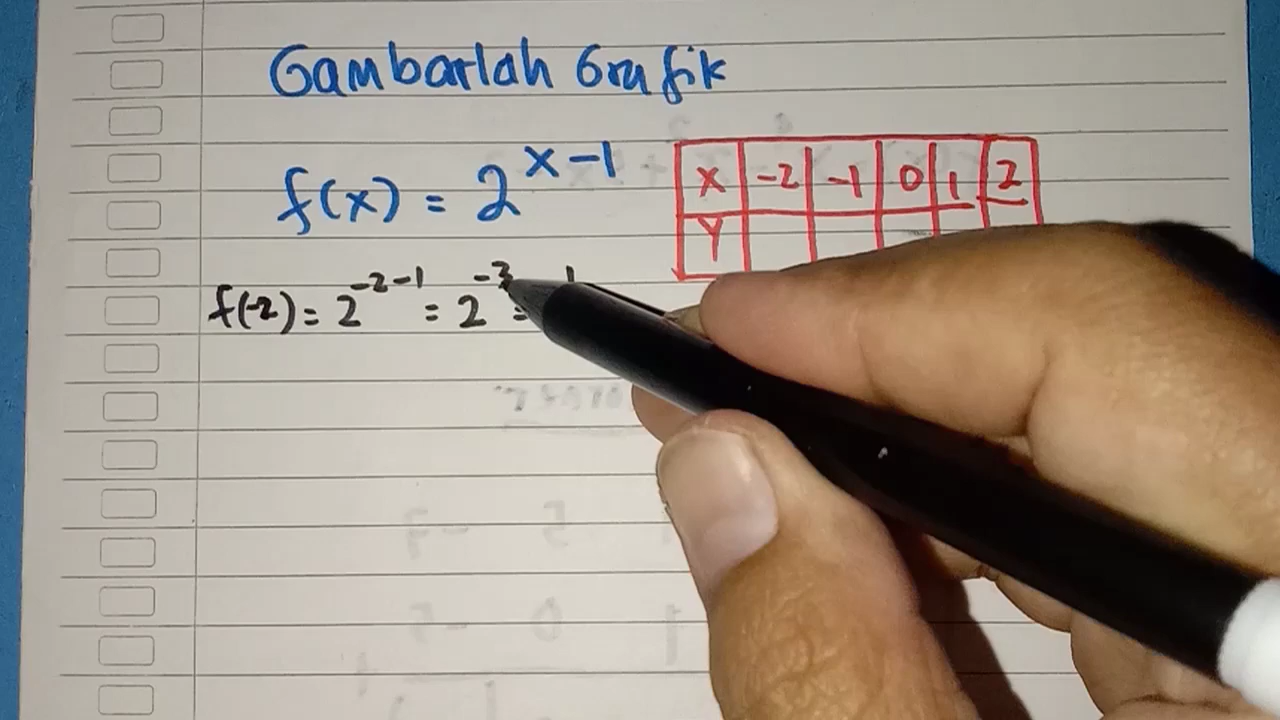 Gambarlah Grafik
f(x) = 2^{x-1}
x -2 -1 0 1 2
Y
f(-2) = 2^{-2-1} = 2^{-3} =